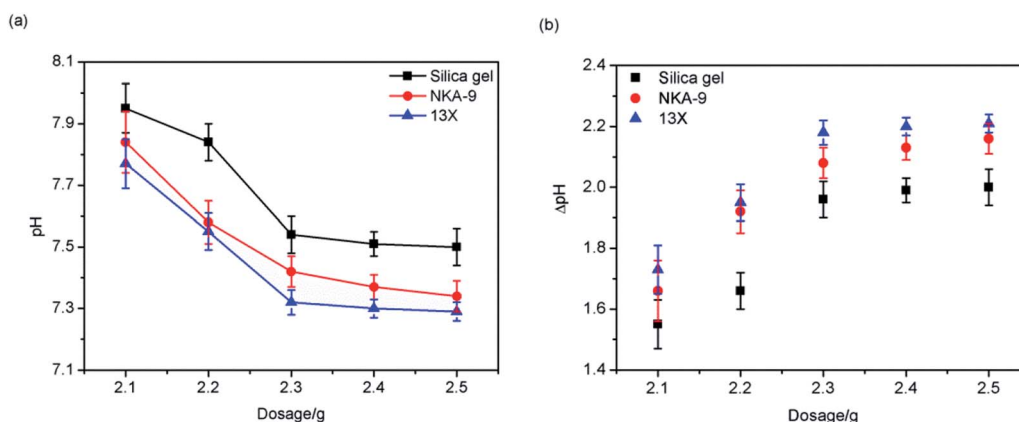 (a)
8.1
7.9
7.7
7.5
7.3
7.1
pH
2.1 2.2 2.3 2.4 2.5
Dosage/g
Silica gel
NKA-9
13X
(b)
2.4
2.2
2.0
1.8
1.6
1.4
ΔpH
2.1 2.2 2.3 2.4 2.5
Dosage/g
Silica gel
NKA-9
13X